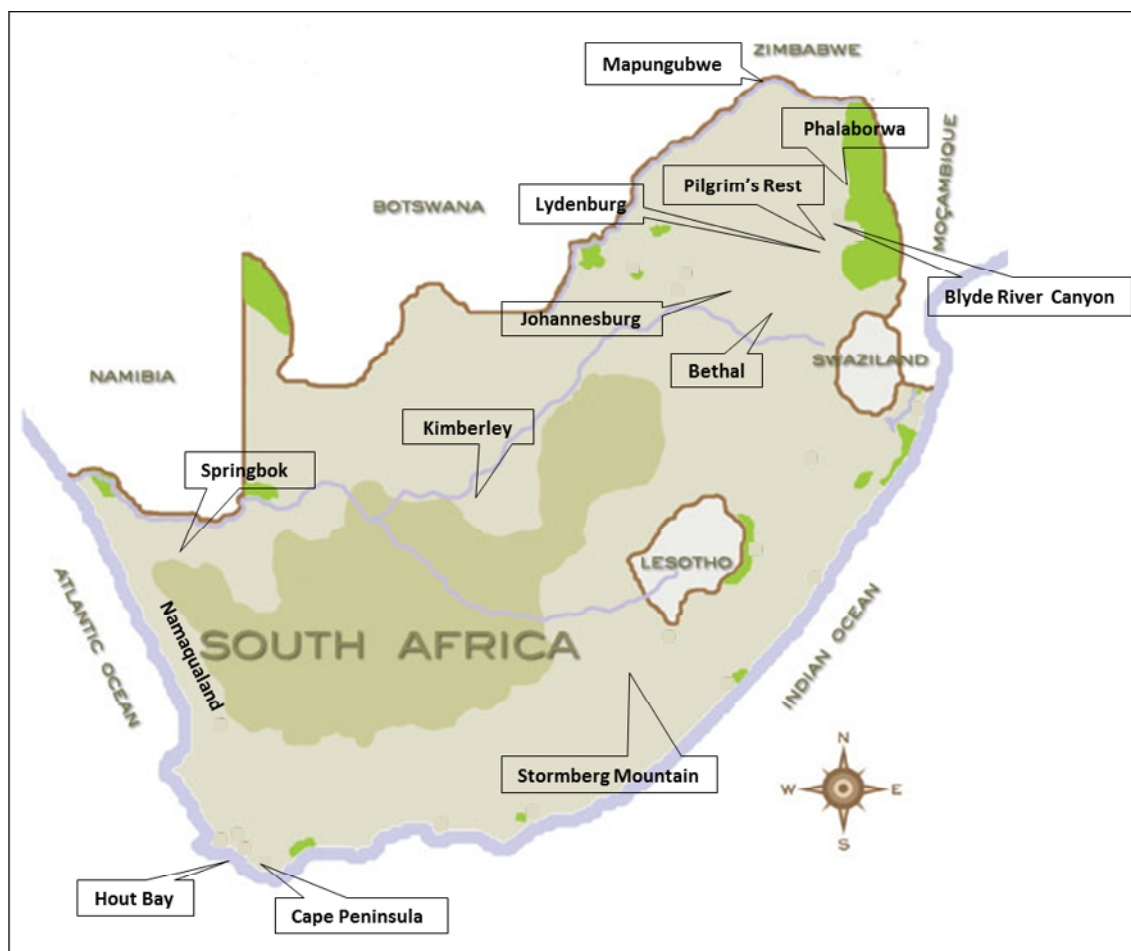 ZIMBABWE
Mapungubwe
Phalaborwa
Pilgrim's Rest
Lydenburg
BOTSWANA
MOÇAMBIQUE
Blyde River Canyon
Johannesburg
Bethal
SWAZILAND
NAMIBIA
Kimberley
Springbok
LESOTHO
ATLANTIC OCEAN
Namaqualand
SOUTH AFRICA
INDIAN OCEAN
Stormberg Mountain
N
W
E
S
Hout Bay
Cape Peninsula